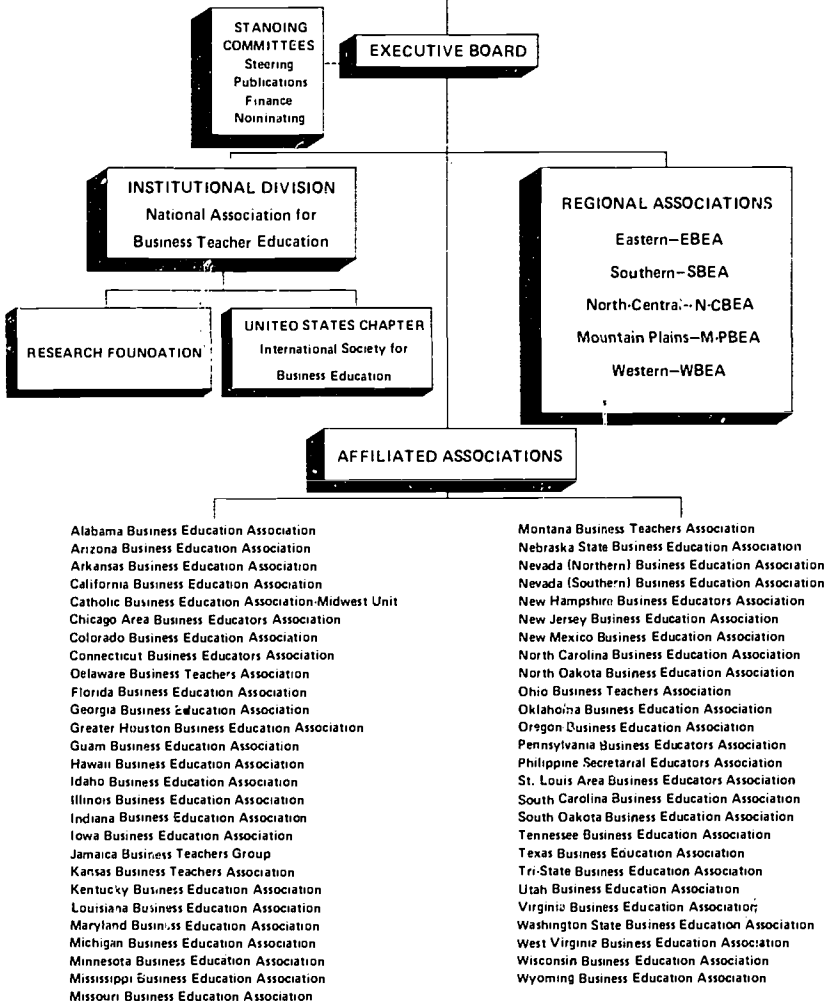 STANDING
COMMITTEES
Steering
Publications
Finance
Nominating
EXECUTIVE BOARD
INSTITUTIONAL DIVISION
National Association for
Business Teacher Education
REGIONAL ASSOCIATIONS
Eastern—EBEA
Southern—SBEA
North-Central—N-CBEA
Mountain Plains—M-PBEA
Western—WBEA
RESEARCH FOUNDATION
UNITED STATES CHAPTER
International Society for
Business Education
AFFILIATED ASSOCIATIONS
Alabama Business Education Association
Arizona Business Education Association
Arkansas Business Education Association
California Business Education Association
Catholic Business Education Association-Midwest Unit
Chicago Area Business Educators Association
Colorado Business Education Association
Connecticut Business Educators Association
Delaware Business Teachers Association
Florida Business Education Association
Georgia Business Education Association
Greater Houston Business Education Association
Guam Business Education Association
Hawaii Business Education Association
Idaho Business Education Association
Illinois Business Education Association
Indiana Business Education Association
Iowa Business Education Association
Jamaica Business Teachers Group
Kansas Business Teachers Association
Kentucky Business Education Association
Louisiana Business Education Association
Maryland Business Education Association
Michigan Business Education Association
Minnesota Business Education Association
Mississippi Business Education Association
Missouri Business Education Association
Montana Business Teachers Association
Nebraska State Business Education Association
Nevada (Northern) Business Education Association
Nevada (Southern) Business Education Association
New Hampshire Business Educators Association
New Jersey Business Education Association
New Mexico Business Education Association
North Carolina Business Education Association
North Dakota Business Education Association
Ohio Business Teachers Association
Oklahoma Business Education Association
Oregon Business Education Association
Pennsylvania Business Educators Association
Philippine Secretarial Educators Association
St. Louis Area Business Educators Association
South Carolina Business Education Association
South Dakota Business Education Association
Tennessee Business Education Association
Texas Business Education Association
Tri-State Business Education Association
Utah Business Education Association
Virginia Business Education Association
Washington State Business Education Association
West Virginia Business Education Association
Wisconsin Business Education Association
Wyoming Business Education Association